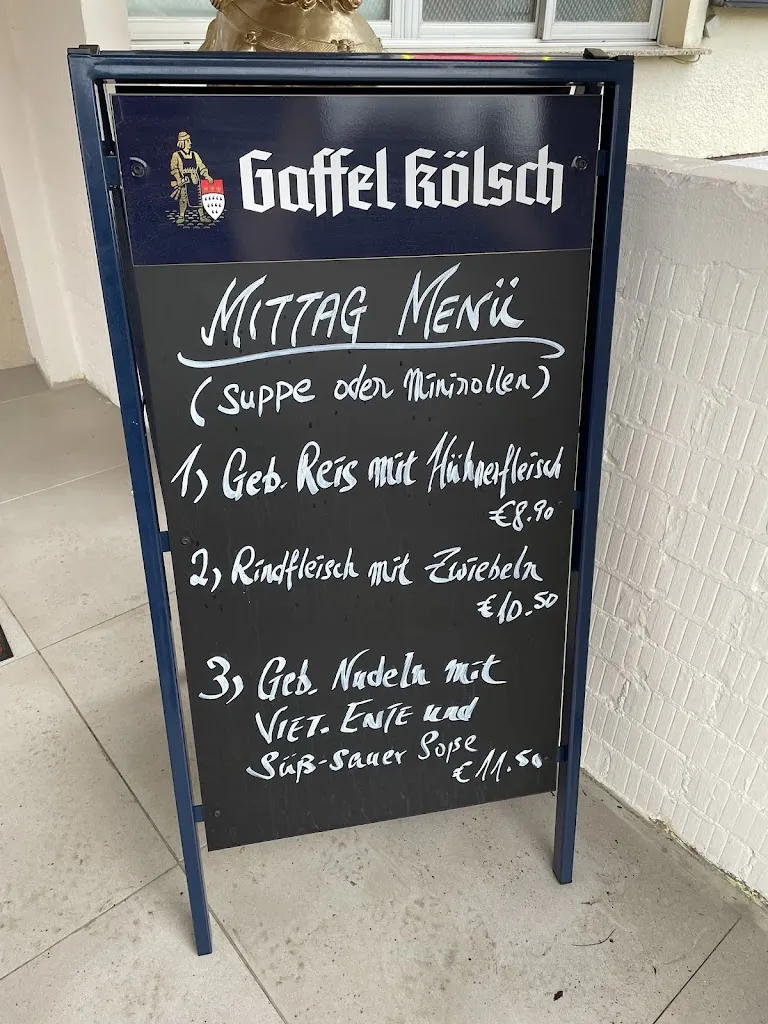 Gaffel Kölsch
MITTAG MENÜ
(Suppe oder Minirollen)
1, Geb. Reis mit Hühnerfleisch
€8.90
2, Rindfleisch mit Zwiebeln
€10.50
3, Geb. Nudeln mit
VIET. ENTE und
Süß-Sauer Soße
€11.50